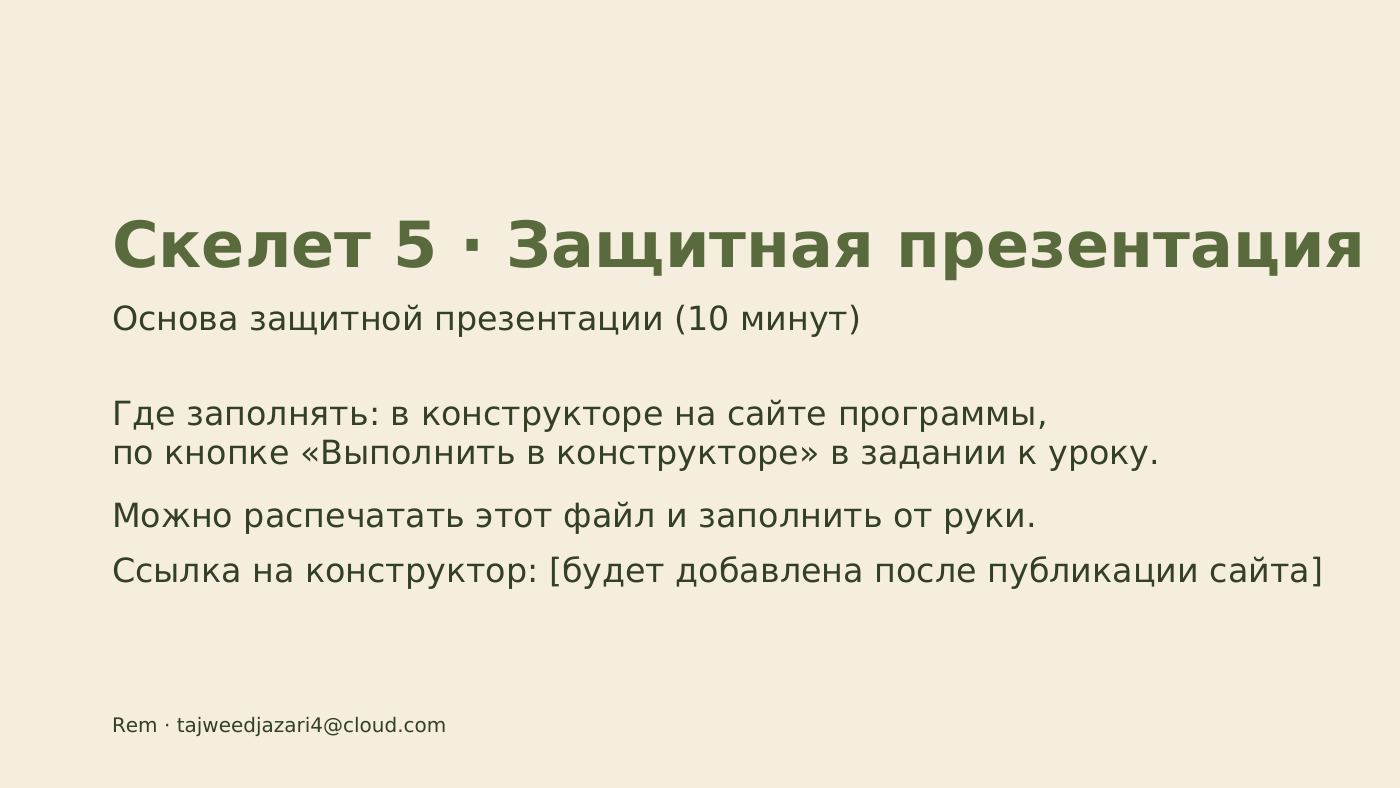 Скелет 5 · Защитная презентация
Основа защитной презентации (10 минут)
Где заполнять: в конструкторе на сайте программы,
по кнопке «Выполнить в конструкторе» в задании к уроку.
Можно распечатать этот файл и заполнить от руки.
Ссылка на конструктор: [будет добавлена после публикации сайта]
Rem · tajweedjazari4@cloud.com